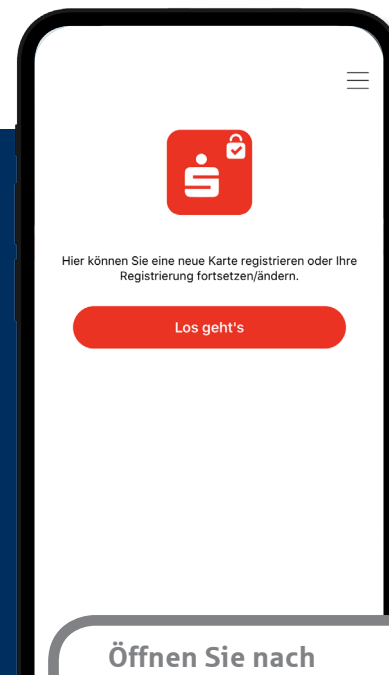 Hier können Sie eine neue Karte registrieren oder Ihre
Registrierung fortsetzen/ändern.
Los geht's
Öffnen Sie nach